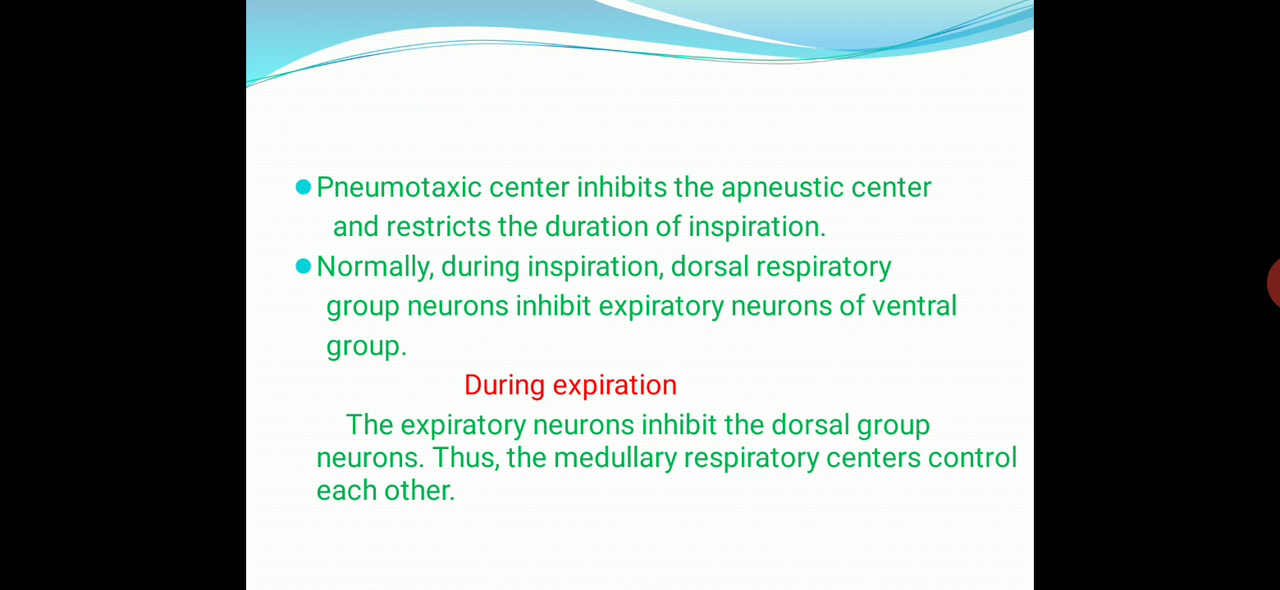 Pneumotaxic center inhibits the apneustic center
and restricts the duration of inspiration.
Normally, during inspiration, dorsal respiratory
group neurons inhibit expiratory neurons of ventral
group.
During expiration
The expiratory neurons inhibit the dorsal group
neurons. Thus, the medullary respiratory centers control
each other.